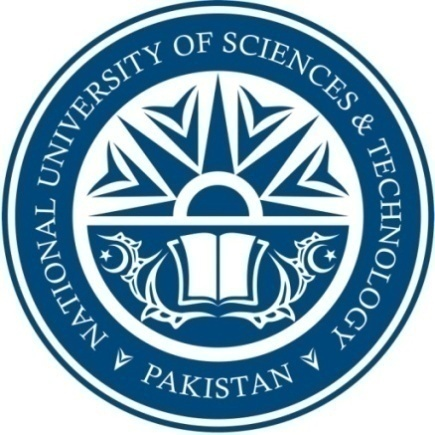 NATIONAL UNIVERSITY OF SCIENCES & TECHNOLOGY
PAKISTAN